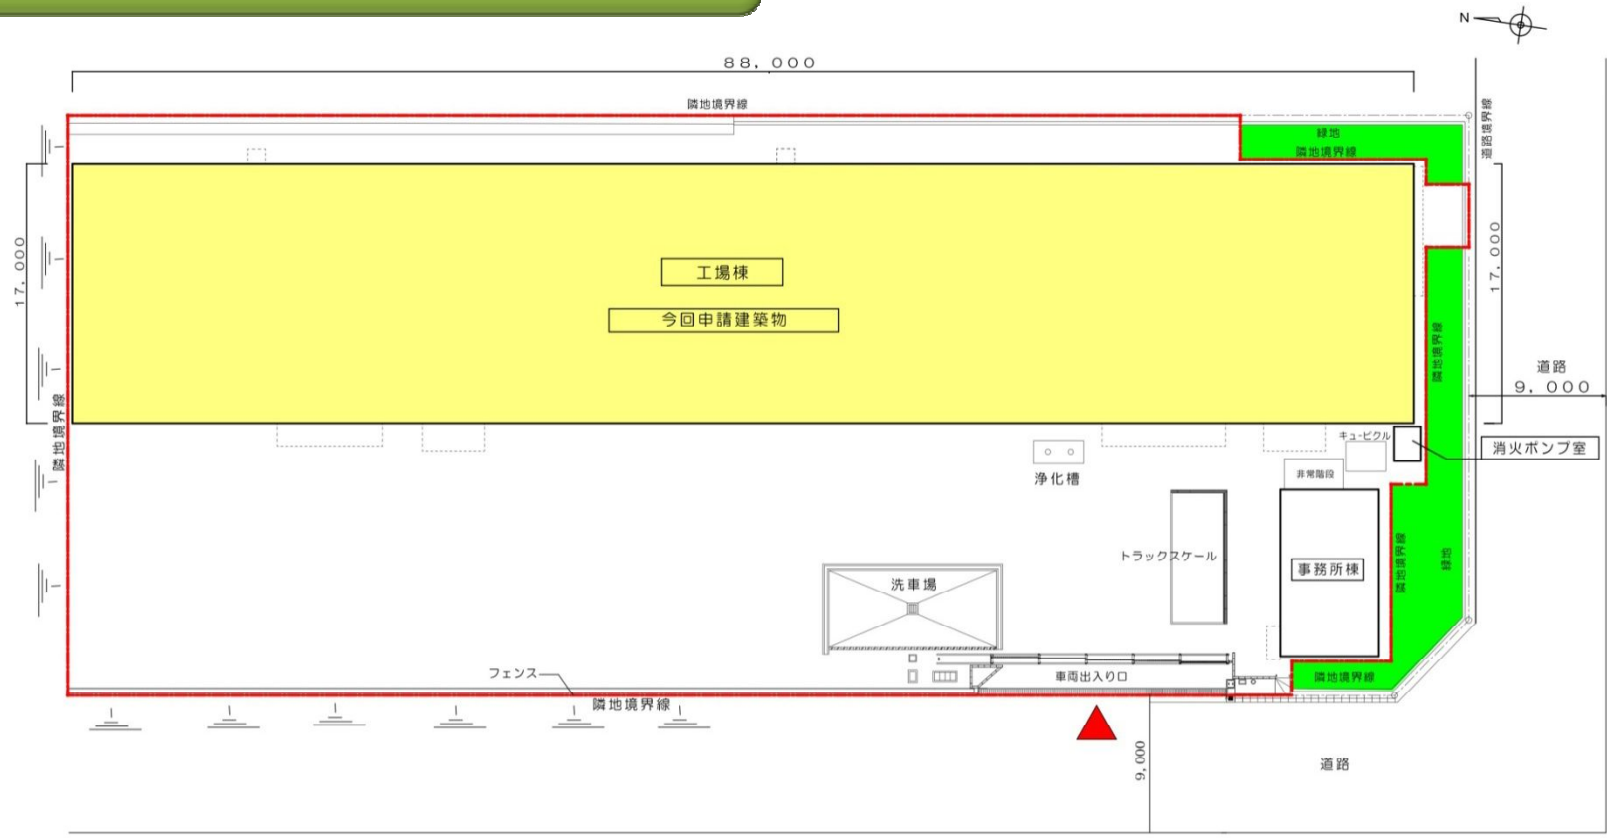 N
88,000
隣地境界線
緑地
隣地境界線
道路境界線
17,000
17,000
工場棟
今回申請建築物
隣地境界線
道路
9,000
隣地境界線
キュービクル
消火ポンプ室
浄化槽
非常階段
トラックスケール
事務所棟
隣地境界線
緑地
洗車場
フェンス
車両出入り口
隣地境界線
隣地境界線
9,000
道路